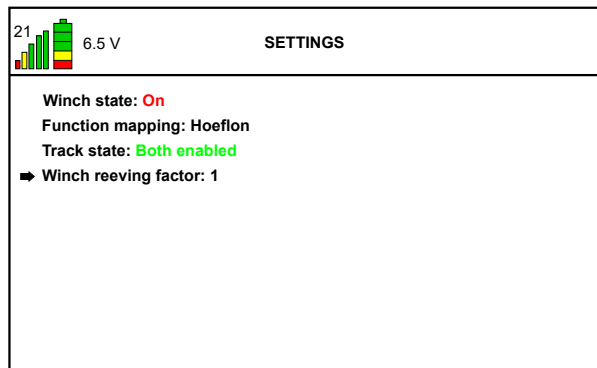 21
6.5 V
SETTINGS
Winch state: On
Function mapping: Hoeflon
Track state: Both enabled
Winch reeving factor: 1